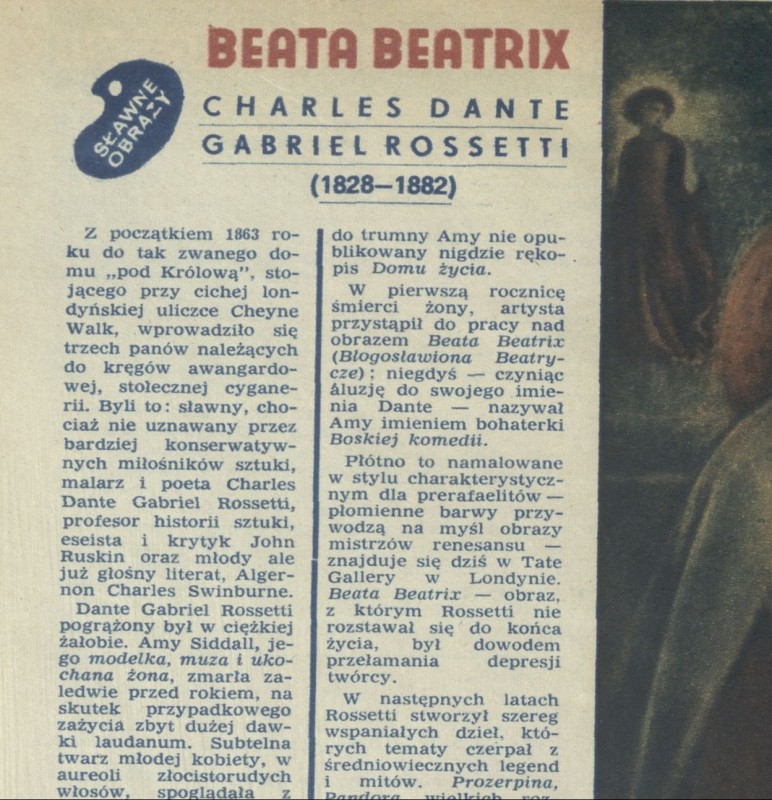 BEATA BEATRIX
SŁAWNE
OBRAZY
CHARLES DANTE
GABRIEL ROSSETTI
(1828—1882)
Z początkiem 1863 ro-
ku do tak zwanego do-
mu „pod Królową”, sto-
jącego przy cichej lon-
dyńskiej uliczce Cheyne
Walk, wprowadziło się
trzech panów należących
do kręgów awangardo-
wej, stołecznej cygane-
rii. Byli to: sławny, cho-
ciaż nie uznawany przez
bardziej konserwatyw-
nych miłośników sztuki,
malarz i poeta Charles
Dante Gabriel Rossetti,
profesor historii sztuki,
eseista i krytyk John
Ruskin oraz młody ale
już głośny literat, Alger-
non Charles Swinburne.
Dante Gabriel Rossetti
pogrążony był w ciężkiej
żałobie. Amy Siddall, je-
go modelka, muza i uko-
chana żona, zmarła za-
ledwie przed rokiem, na
skutek przypadkowego
zażycia zbyt dużej daw-
ki laudanum. Subtelna
twarz młodej kobiety, w
aureoli złocistorudych
włosów, spoglądała z
do trumny Amy nie opu-
blikowany nigdzie ręko-
pis Domu życia.
W pierwszą rocznicę
śmierci żony, artysta
przystąpił do pracy nad
obrazem Beata Beatrix
(Błogosławiona Beatry-
cze); niegdyś — czyniąc
áluzję do swojego imie-
nia Dante — nazywał
Amy imieniem bohaterki
Boskiej komedii.
Płótno to namalowane
w stylu charakterystycz-
nym dla prerafaelitów —
płomienne barwy przy-
wodzą na myśl obrazy
mistrzów renesansu —
znajduje się dziś w Tate
Gallery w Londynie.
Beata Beatrix — obraz,
z którym Rossetti nie
rozstawał się do końca
życia, był dowodem
przełamania depresji
twórcy.
W następnych latach
Rossetti stworzył szereg
wspaniałych dzieł, któ-
rych tematy czerpał z
średniowiecznych legend
i mitów. Prozerpina,
Pandora wielkich roz-